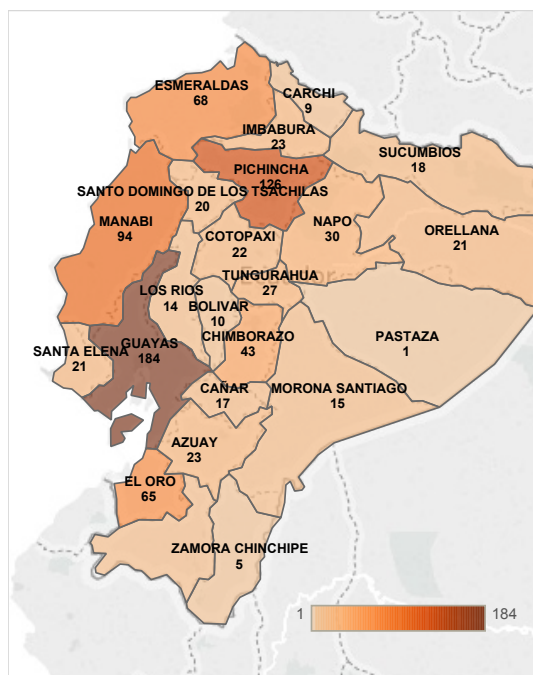 ESMERALDAS
68
CARCHI
9
IMBABURA
23
SUCUMBIOS
18
PICHINCHA
126
SANTO DOMINGO DE LOS TSACHILAS
20
MANABI
94
NAPO
30
ORELLANA
21
COTOPAXI
22
TUNGURAHUA
27
LOS RIOS
14
BOLIVAR
10
CHIMBORAZO
43
PASTAZA
1
SANTA ELENA
21
GUAYAS
184
CAÑAR
17
MORONA SANTIAGO
15
AZUAY
23
EL ORO
65
ZAMORA CHINCHIPE
5
1
184